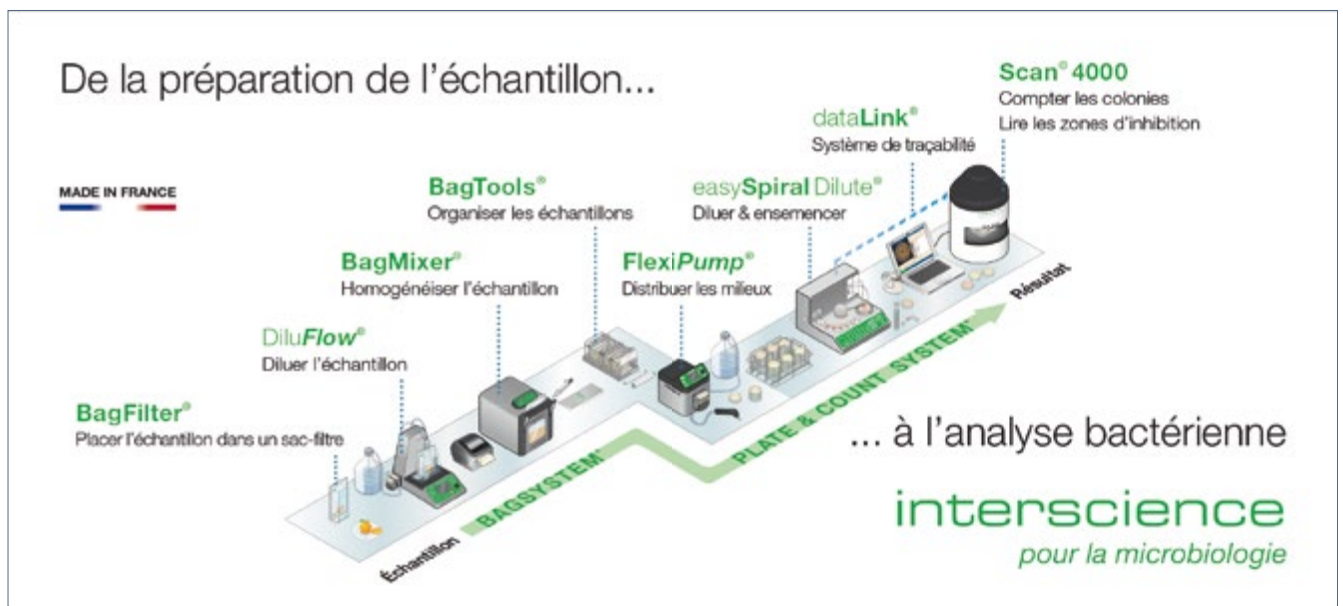 De la préparation de l'échantillon...
MADE IN FRANCE
BagFilter®
Placer l'échantillon dans un sac-filtre
DiluFlow®
Diluer l'échantillon
BagMixer®
Homogénéiser l'échantillon
BagTools®
Organiser les échantillons
FlexiPump®
Distribuer les milieux
easySpiral Dilute®
Diluer & ensemencer
dataLink®
Système de traçabilité
Scan® 4000
Compter les colonies
Lire les zones d'inhibition
Échantillon
BAGSYSTEM®
PLATE & COUNT SYSTEM®
Résultat
... à l'analyse bactérienne
interscience
pour la microbiologie